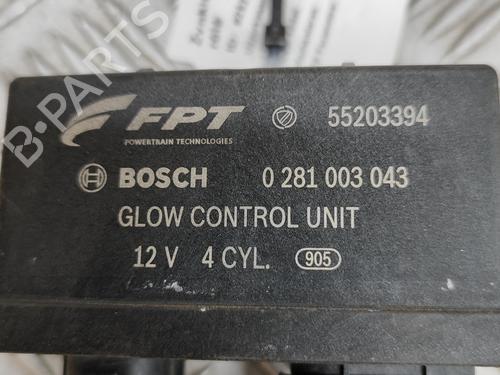 FPT 55203394
POWERTRAIN TECHNOLOGIES
BOSCH 0 281 003 043
GLOW CONTROL UNIT
12 V 4 CYL. 905
B-PARTS